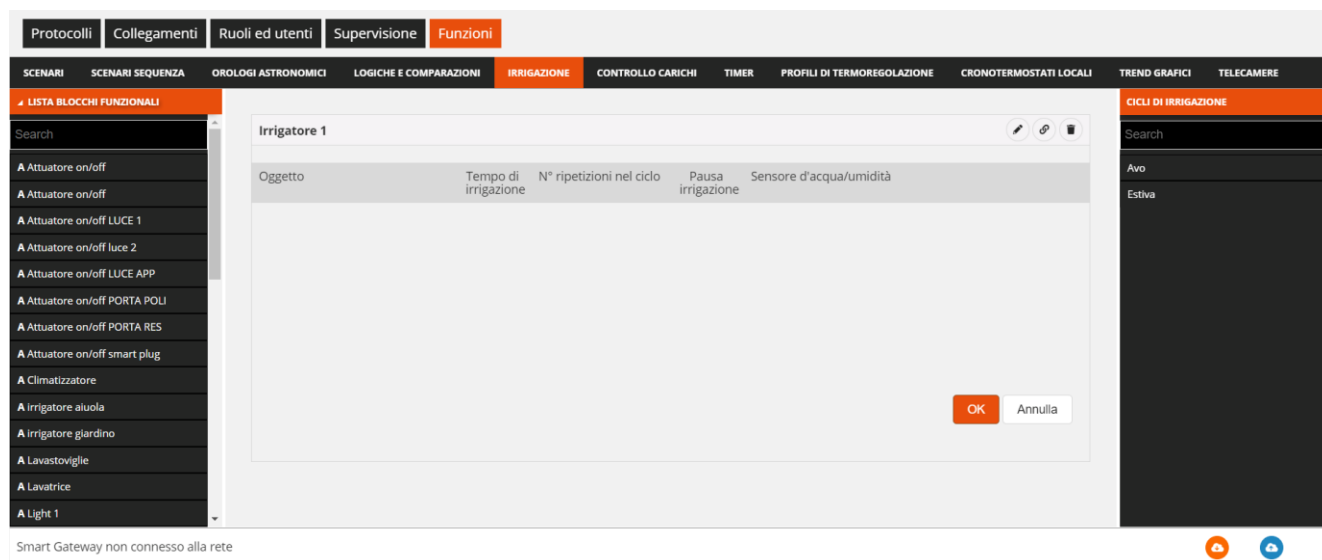 Protocolli Collegamenti Ruoli ed utenti Supervisione Funzioni
SCENARI SCENARI SEQUENZA OROLOGI ASTRONOMICI LOGICHE E COMPARAZIONI IRRIGAZIONE CONTROLLO CARICHI TIMER PROFILI DI TERMOREGOLAZIONE CRONOTERMOSTATI LOCALI TREND GRAFICI TELECAMERE
LISTA BLOCCHI FUNZIONALI
Search
A Attuatore on/off
A Attuatore on/off
A Attuatore on/off LUCE 1
A Attuatore on/off luce 2
A Attuatore on/off LUCE APP
A Attuatore on/off PORTA POLI
A Attuatore on/off PORTA RES
A Attuatore on/off smart plug
A Climatizzatore
A irrigatore aiuola
A irrigatore giardino
A Lavastoviglie
A Lavatrice
A Light 1
Irrigatore 1
Oggetto
Tempo di
irrigazione
N° ripetizioni nel ciclo
Pausa
irrigazione
Sensore d'acqua/umidità
OK Annulla
CICLI DI IRRIGAZIONE
Search
Avo
Estiva
Smart Gateway non connesso alla rete